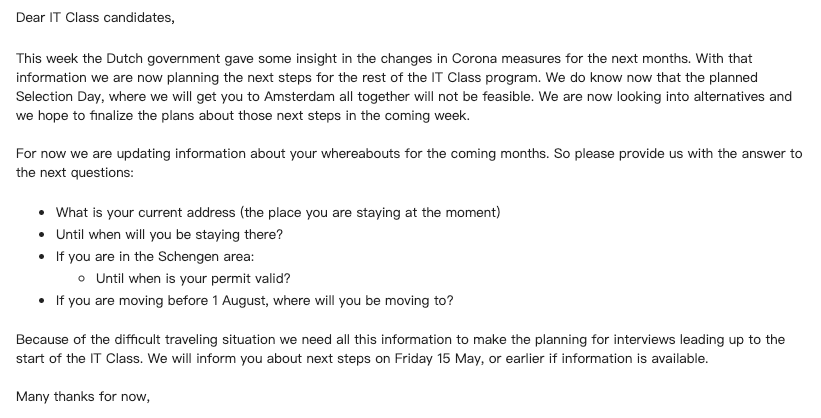 Dear IT Class candidates,
This week the Dutch government gave some insight in the changes in Corona measures for the next months. With that
information we are now planning the next steps for the rest of the IT Class program. We do know now that the planned
Selection Day, where we will get you to Amsterdam all together will not be feasible. We are now looking into alternatives and
we hope to finalize the plans about those next steps in the coming week.
For now we are updating information about your whereabouts for the coming months. So please provide us with the answer to
the next questions:
• What is your current address (the place you are staying at the moment)
• Until when will you be staying there?
• If you are in the Schengen area:
◦ Until when is your permit valid?
• If you are moving before 1 August, where will you be moving to?
Because of the difficult traveling situation we need all this information to make the planning for interviews leading up to the
start of the IT Class. We will inform you about next steps on Friday 15 May, or earlier if information is available.
Many thanks for now,